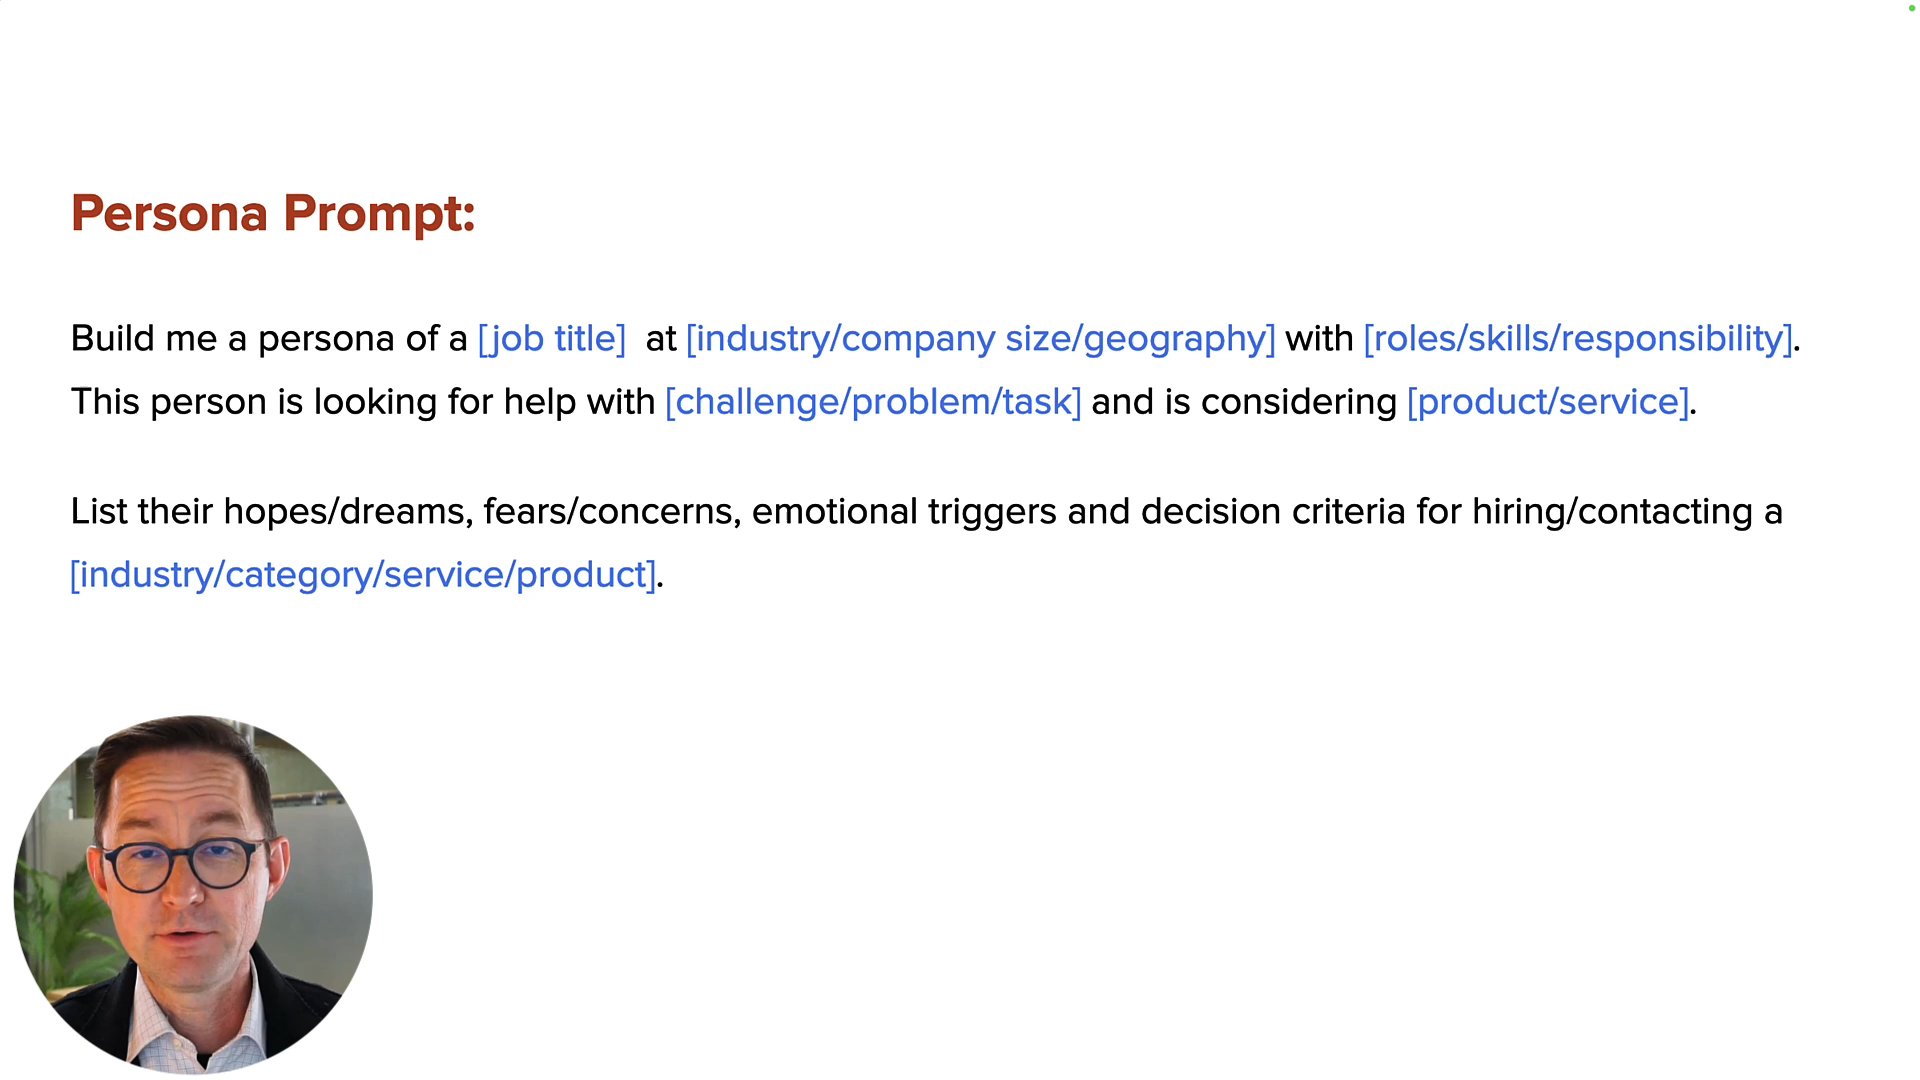 Persona Prompt:
Build me a persona of a [job title]  at [industry/company size/geography] with [roles/skills/responsibility].
This person is looking for help with [challenge/problem/task] and is considering [product/service].
List their hopes/dreams, fears/concerns, emotional triggers and decision criteria for hiring/contacting a
[industry/category/service/product].